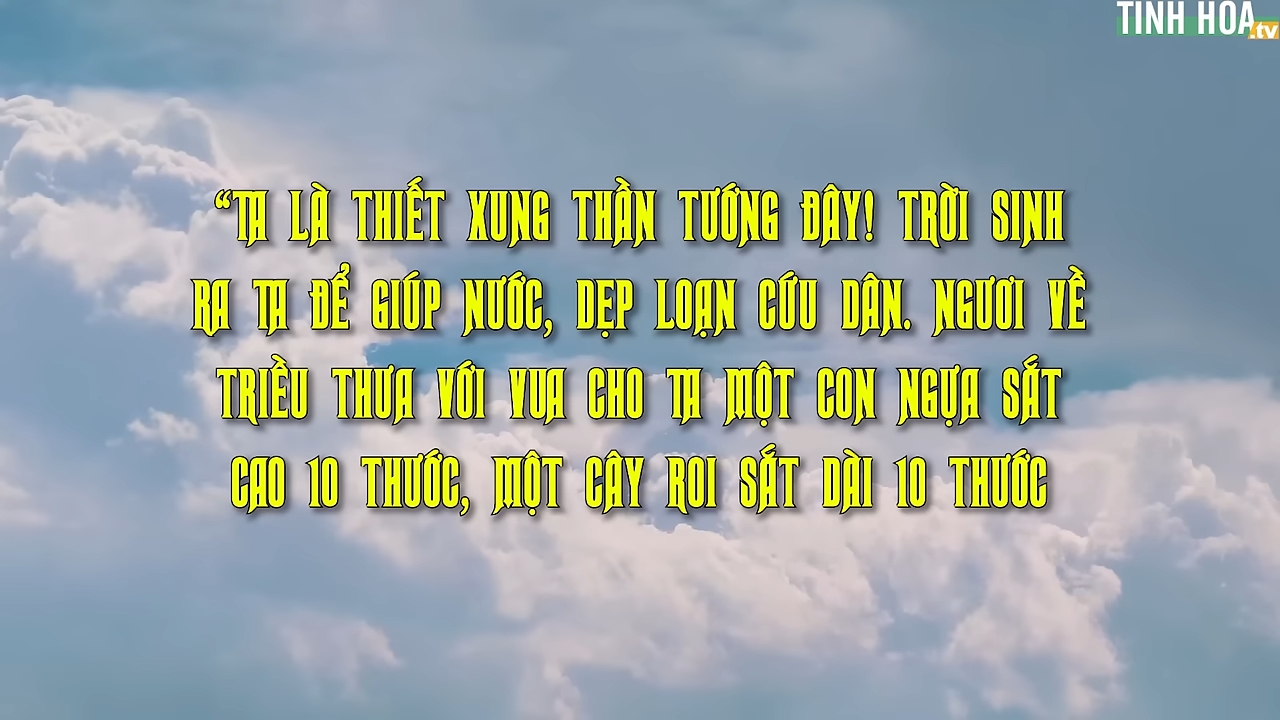 TINH HOA
.tv
“TA LÀ THIẾT XUNG THẦN TƯỚNG ĐÂY! TRỜI SINH
RA TA ĐỂ GIÚP NƯỚC, DẸP LOẠN CỨU DÂN. NGƯƠI VỀ
TRIỀU THƯA VỚI VUA CHO TA MỘT CON NGỰA SẮT
CAO 10 THƯỚC, MỘT CÂY ROI SẮT DÀI 10 THƯỚC